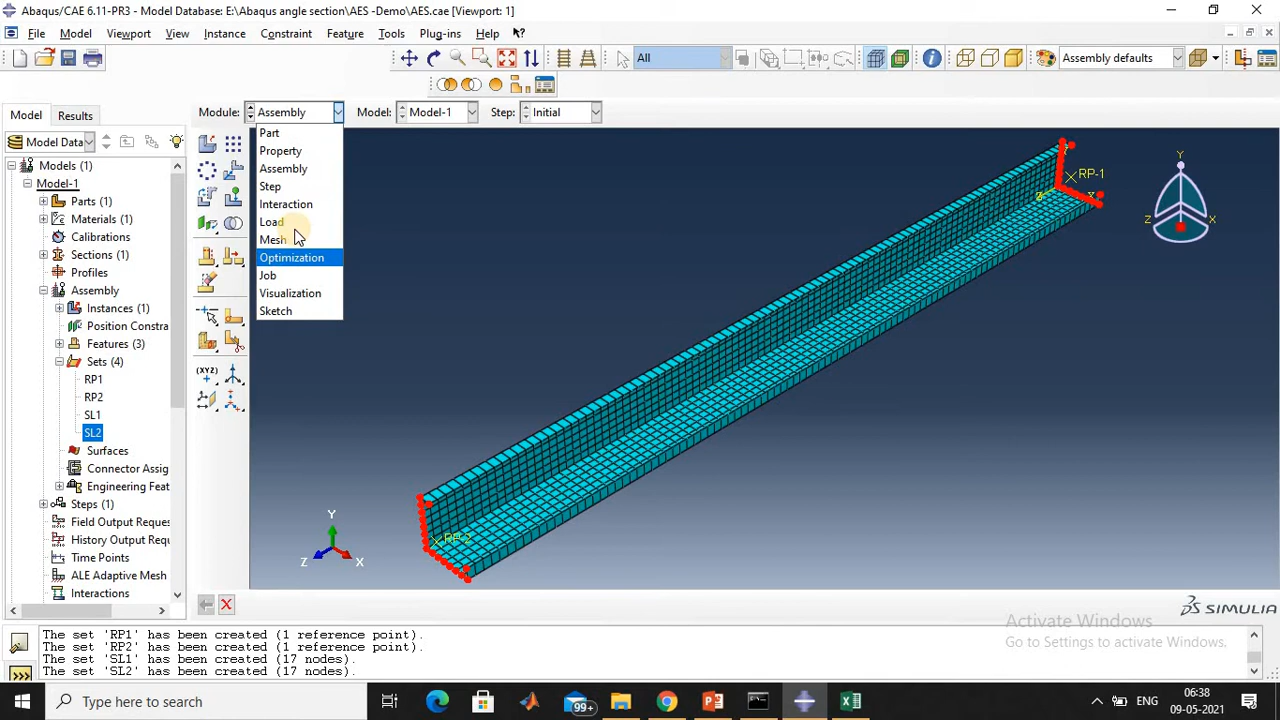 Abaqus/CAE 6.11-PR3 - Model Database: E:\Abaqus angle section\AES -Demo\AES.cae [Viewport: 1]
File Model Viewport View Instance Constraint Feature Tools Plug-ins Help
All
Assembly defaults
Model Results
Module: Assembly Model: Model-1 Step: Initial
Model Data
Models (1)
Model-1
Parts (1)
Materials (1)
Calibrations
Sections (1)
Profiles
Assembly
Instances (1)
Position Constra
Features (3)
Sets (4)
RP1
RP2
SL1
SL2
Surfaces
Connector Assig
Engineering Feat
Steps (1)
Field Output Reques
History Output Requ
Time Points
ALE Adaptive Mesh
Interactions
Part
Property
Assembly
Step
Interaction
Load
Mesh
Optimization
Job
Visualization
Sketch
Y
RP-1
Z X
Y
Z X
RP-2
Y
Z X
SIMULIA
Activate Windows
Go to Settings to activate Windows.
The set 'RP1' has been created (1 reference point).
The set 'RP2' has been created (1 reference point).
The set 'SL1' has been created (17 nodes).
The set 'SL2' has been created (17 nodes).
>>>
Type here to search
99+
ENG
06:38
09-05-2021